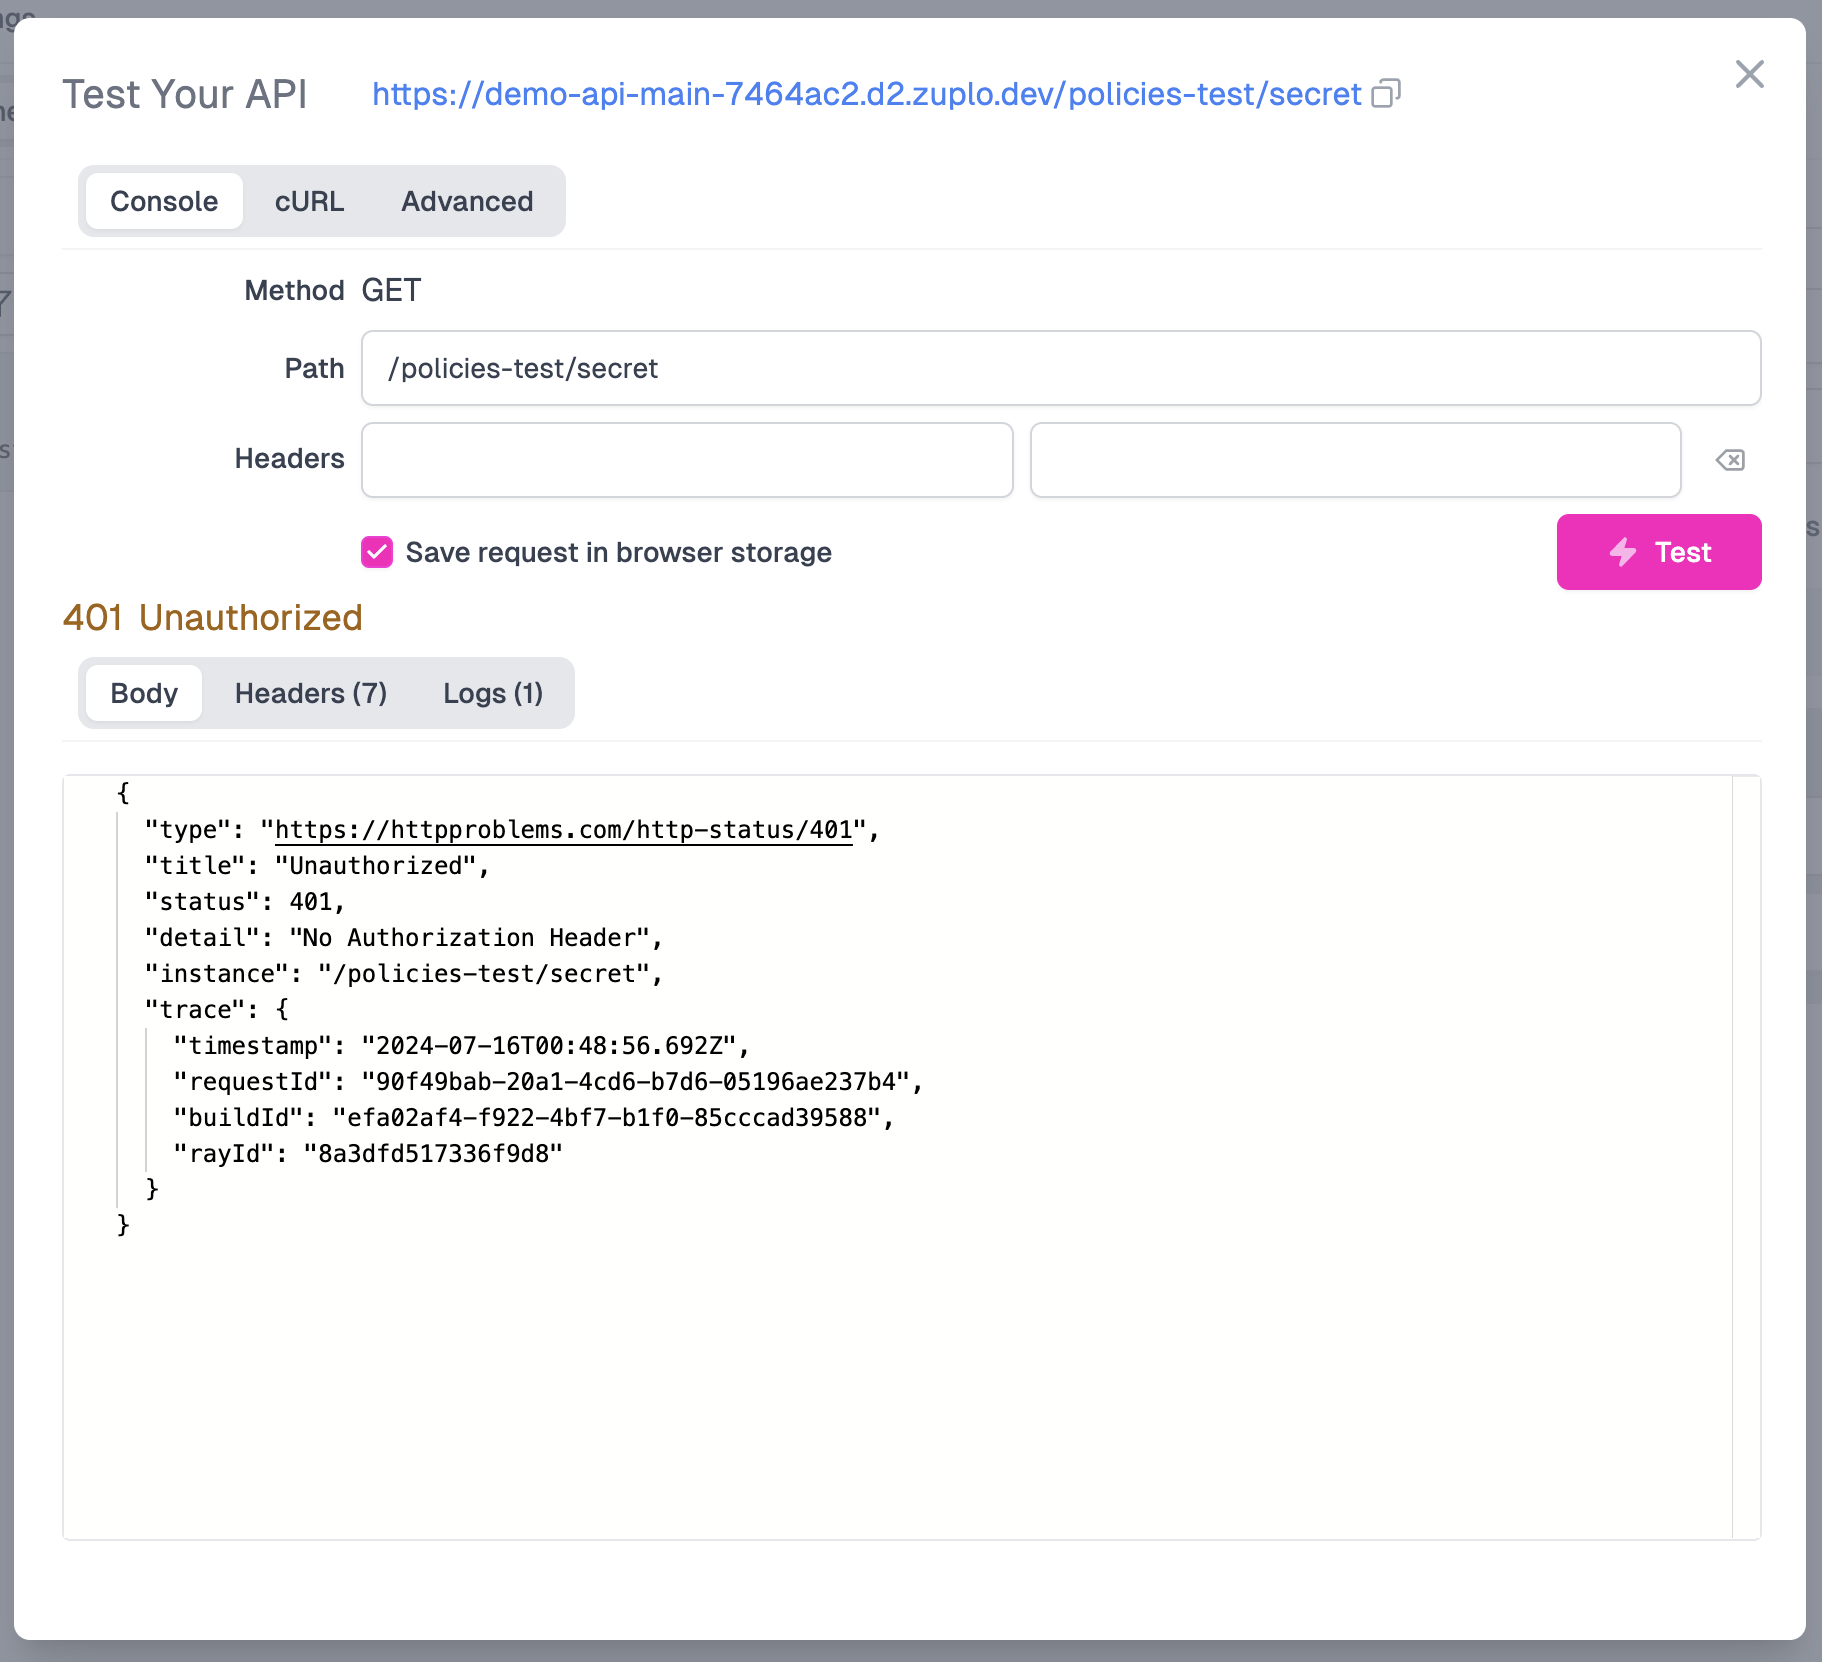 Test Your API https://demo-api-main-7464ac2.d2.zuplo.dev/policies-test/secret
Console cURL Advanced
Method GET
Path /policies-test/secret
Headers
Save request in browser storage Test
401 Unauthorized
Body Headers (7) Logs (1)
{
  "type": "https://httpproblems.com/http-status/401",
  "title": "Unauthorized",
  "status": 401,
  "detail": "No Authorization Header",
  "instance": "/policies-test/secret",
  "trace": {
    "timestamp": "2024-07-16T00:48:56.692Z",
    "requestId": "90f49bab-20a1-4cd6-b7d6-05196ae237b4",
    "buildId": "efa02af4-f922-4bf7-b1f0-85cccad39588",
    "rayId": "8a3dfd517336f9d8"
  }
}